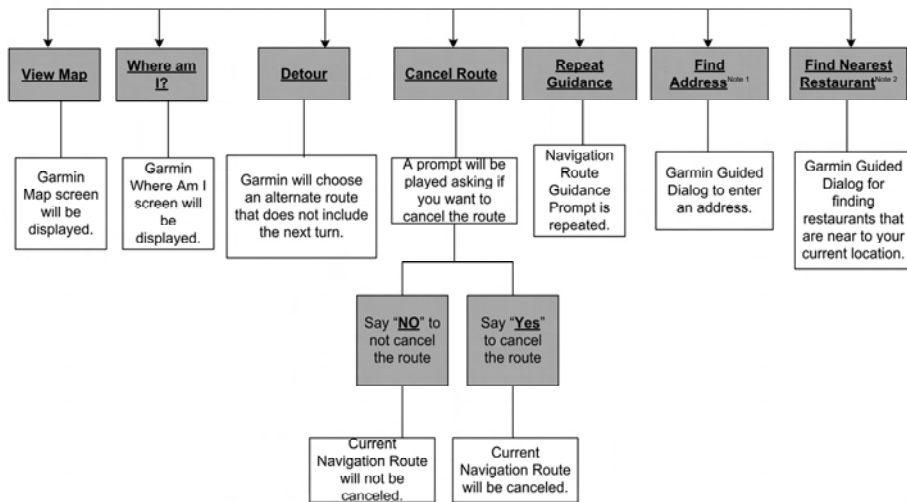 View Map
Where am
I?
Detour
Cancel Route
Repeat
Guidance
Find
Address Note 1
Find Nearest
Restaurant Note 2
Garmin
Map screen
will be
displayed.
Garmin
Where Am I
screen will
be
displayed.
Garmin will choose
an alternate route
that does not include
the next turn.
A prompt will be
played asking if
you want to
cancel the route
Navigation
Route
Guidance
Prompt is
repeated.
Garmin Guided
Dialog to enter
an address.
Garmin Guided
Dialog for
finding
restaurants that
are near to your
current location.
Say “NO” to
not cancel
the route
Say “Yes”
to cancel
the route
Current
Navigation Route
will not be
canceled.
Current
Navigation Route
will be canceled.